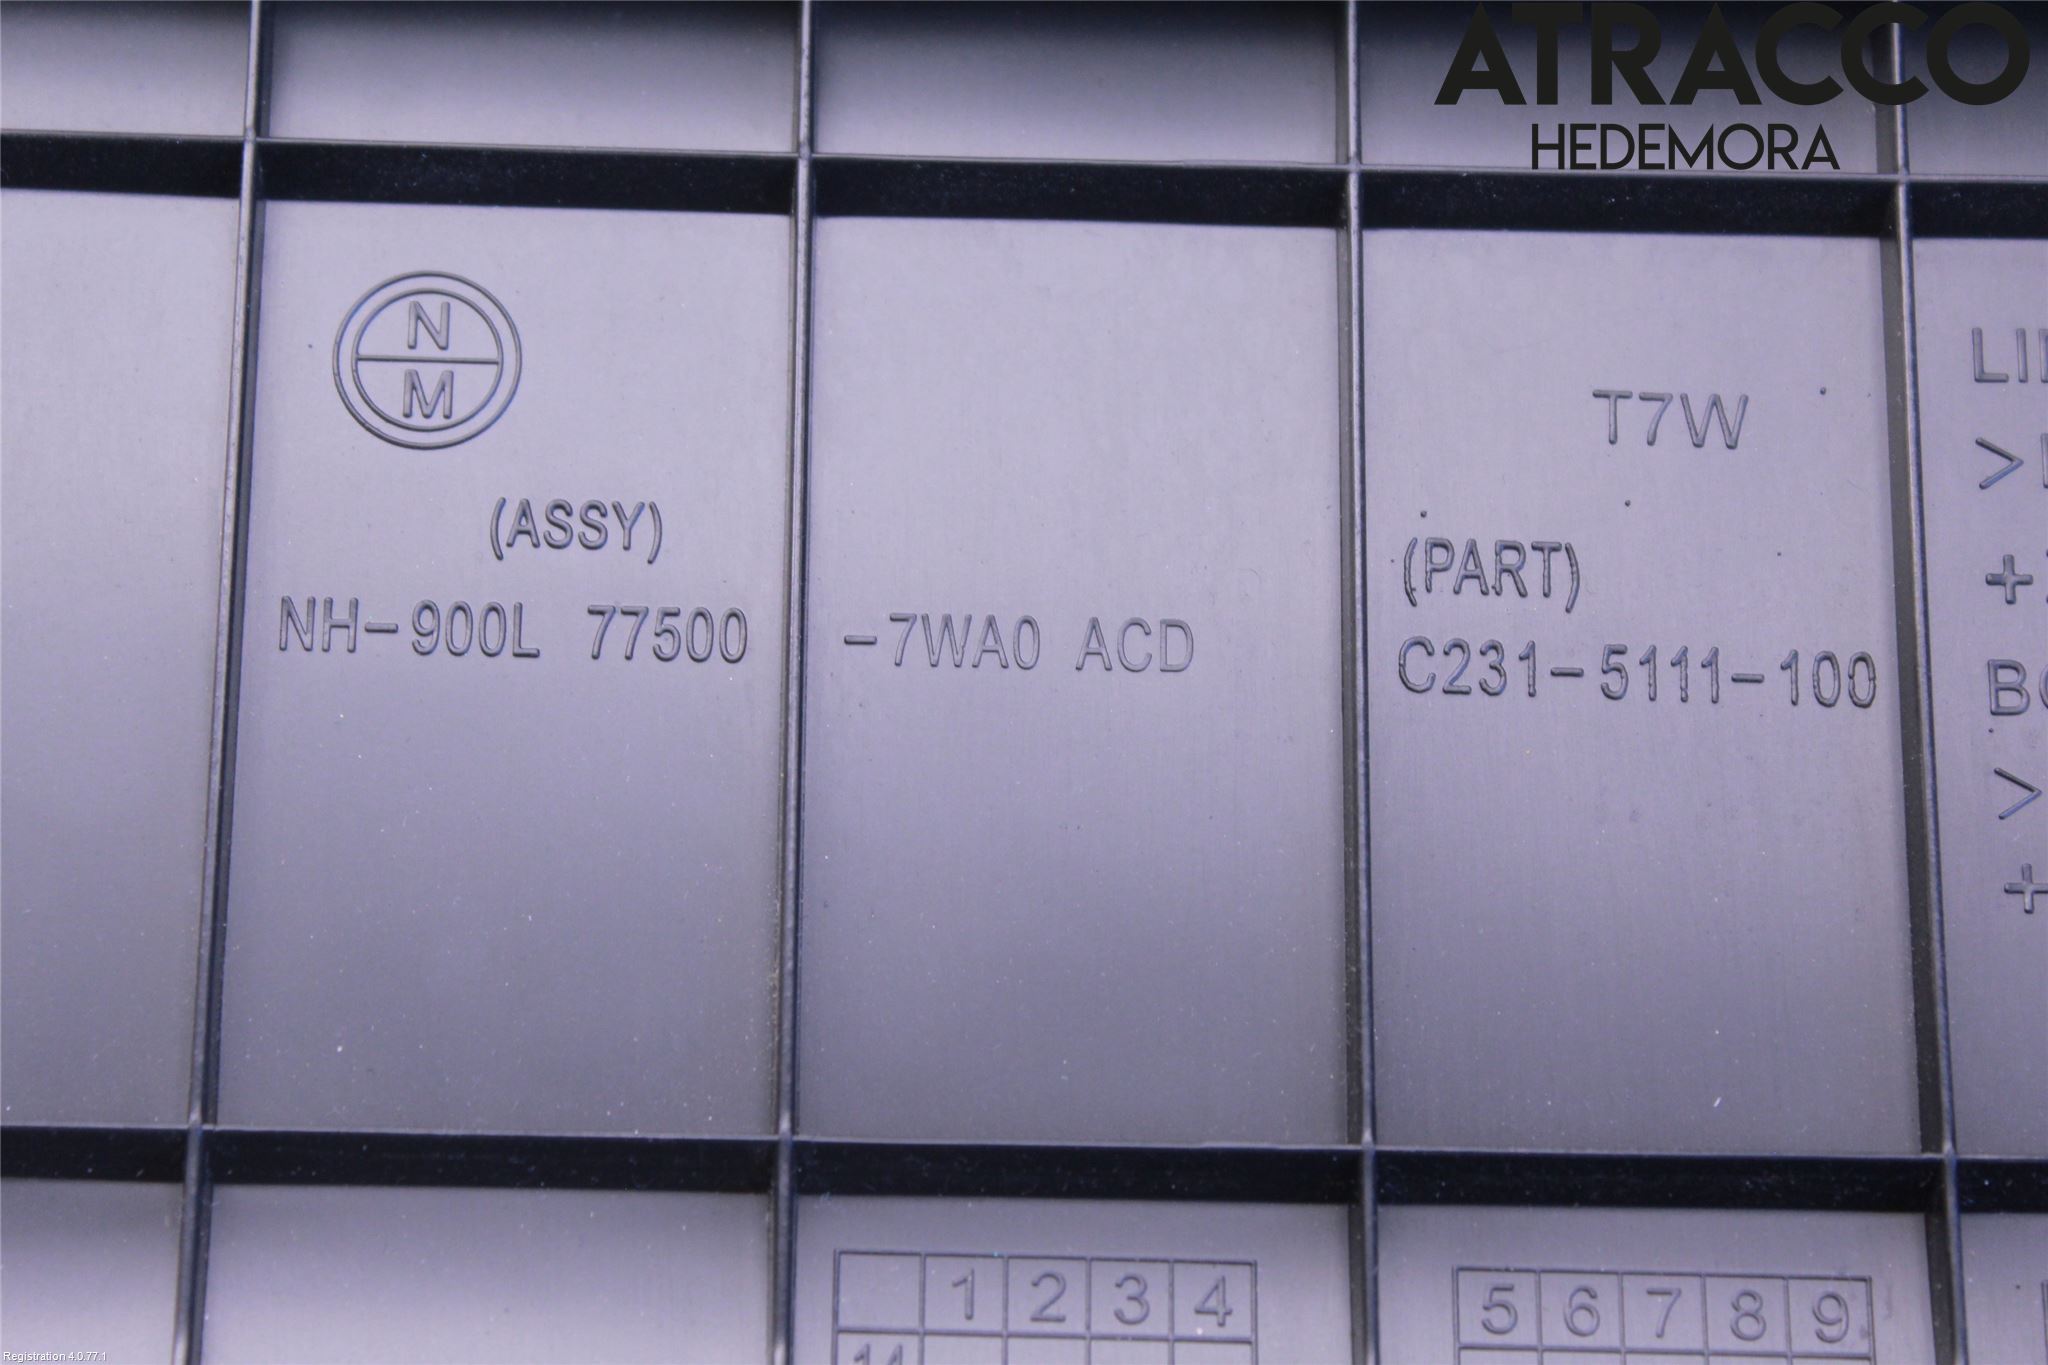 ATRACCO
HEDEMORA
N
M
(ASSY)
NH-900L 77500 -7WA0 ACD
T7W
(PART)
C231-5111-100
>
+
>
+
1 2 3 4 5 6 7 8 9
14
Registration 4.0.77.1